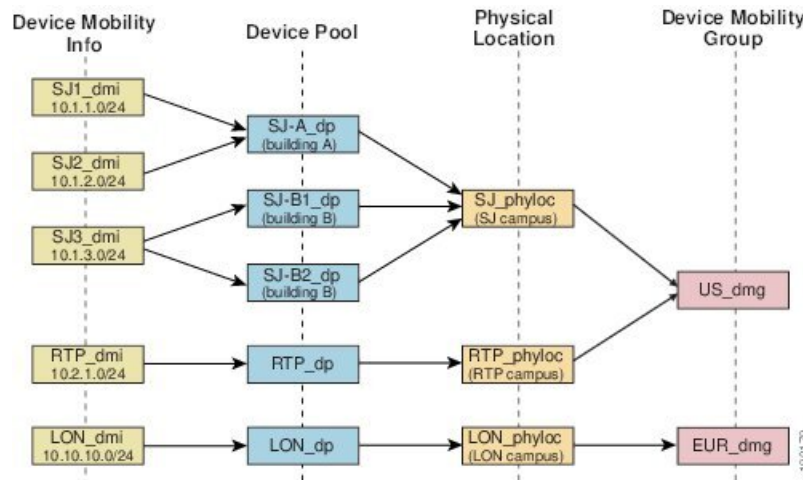 Device Mobility
Info
Device Pool
Physical
Location
Device Mobility
Group
SJ1_dmi
10.1.1.0/24
SJ2_dmi
10.1.2.0/24
SJ3_dmi
10.1.3.0/24
RTP_dmi
10.2.1.0/24
LON_dmi
10.10.10.0/24
SJ-A_dp
(building A)
SJ-B1_dp
(building B)
SJ-B2_dp
(building B)
RTP_dp
LON_dp
SJ_phyloc
(SJ campus)
RTP_phyloc
(RTP campus)
LON_phyloc
(LON campus)
US_dmg
EUR_dmg